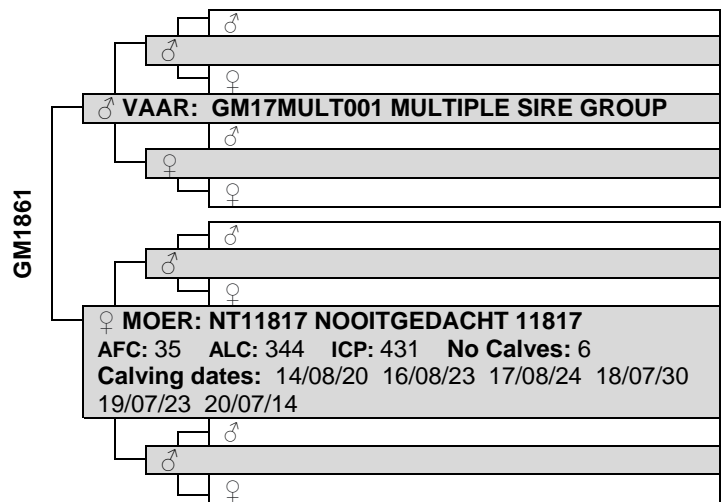 ♂
♂
♀
♂ VAAR: GM17MULT001 MULTIPLE SIRE GROUP
♂
♀
♀
GM1861
♂
♂
♀
♀ MOER: NT11817 NOOITGEDACHT 11817
AFC: 35 ALC: 344 ICP: 431 No Calves: 6
Calving dates: 14/08/20 16/08/23 17/08/24 18/07/30
19/07/23 20/07/14
♂
♂
♀